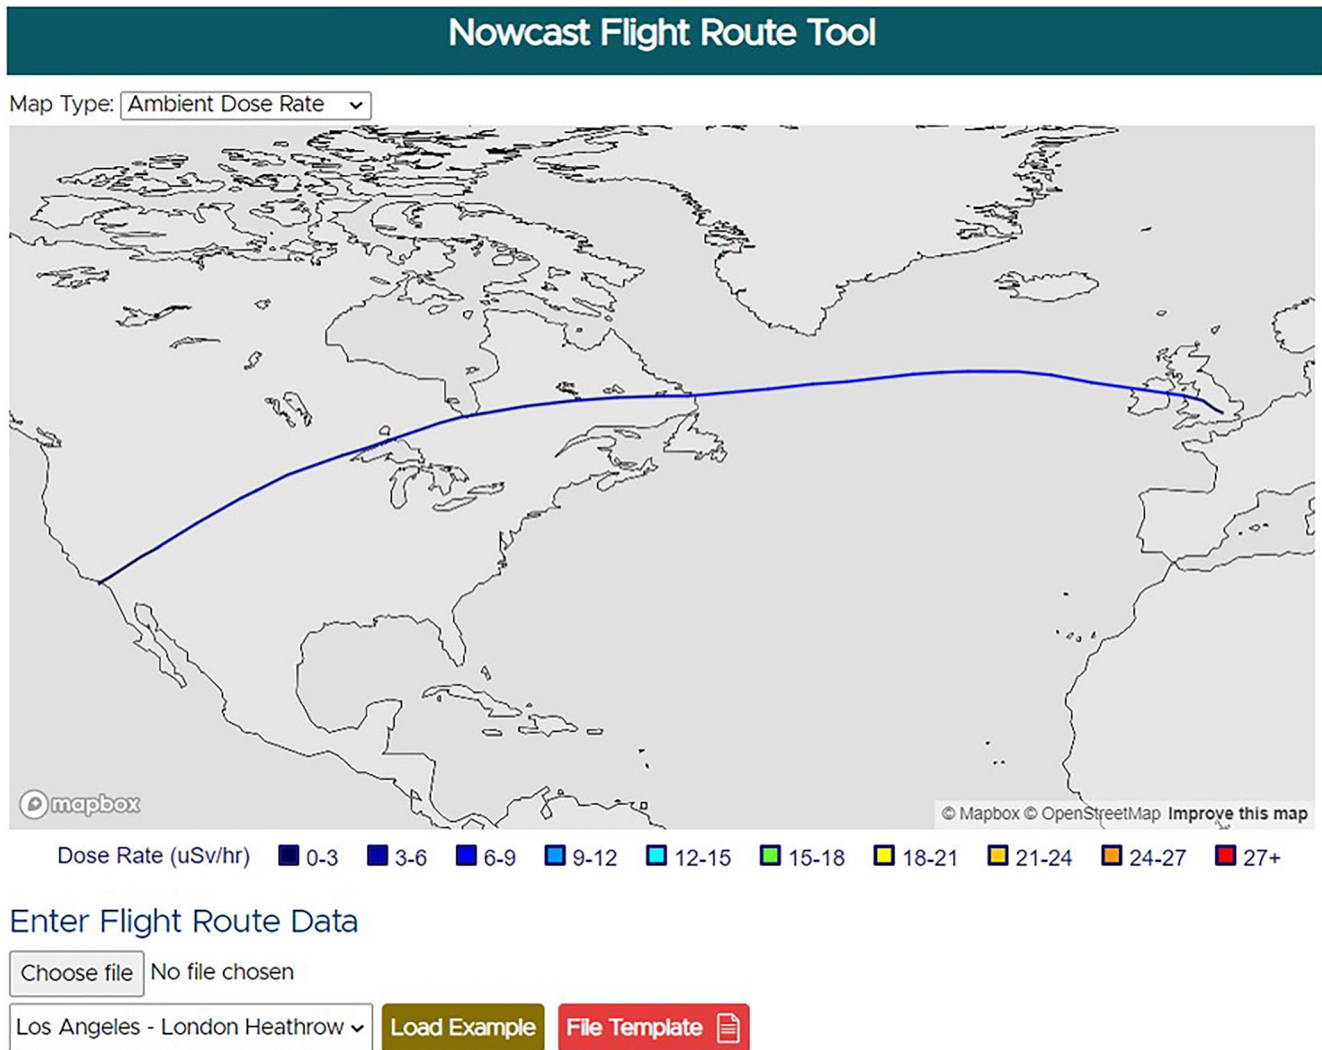 Nowcast Flight Route Tool
Map Type: Ambient Dose Rate
mapbox
© Mapbox © OpenStreetMap Improve this map
Dose Rate (uSv/hr) 0-3 3-6 6-9 9-12 12-15 15-18 18-21 21-24 24-27 27+
Enter Flight Route Data
Choose file No file chosen
Los Angeles - London Heathrow Load Example File Template